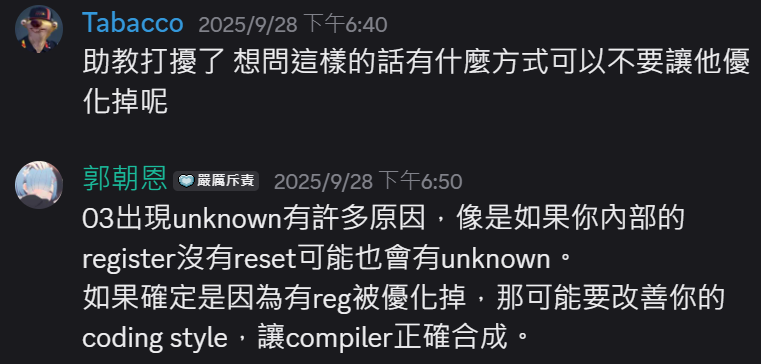 Tabacco 2025/9/28 下午6:40
助教打擾了 想問這樣的話有什麼方式可以不要讓他優
化掉呢
郭朝恩 嚴厲斥責 2025/9/28 下午6:50
03出現unknown有許多原因，像是如果你內部的
register沒有reset可能也會有unknown。
如果確定是因為有reg被優化掉，那可能要改善你的
coding style，讓compiler正確合成。